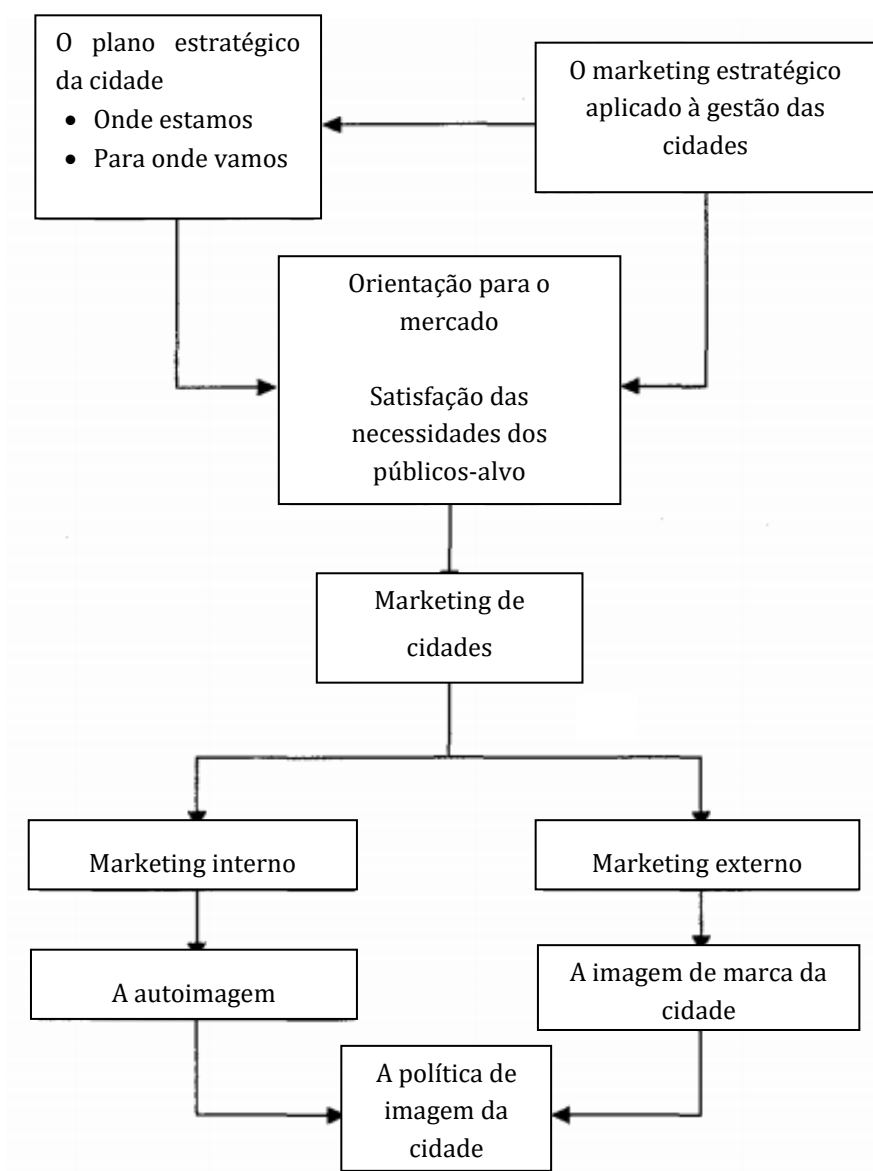 O plano estratégico
da cidade
• Onde estamos
• Para onde vamos
O marketing estratégico
aplicado à gestão das
cidades
Orientação para o
mercado
Satisfação das
necessidades dos
públicos-alvo
Marketing de
cidades
Marketing interno
Marketing externo
A autoimagem
A imagem de marca da
cidade
A política de
imagem da
cidade